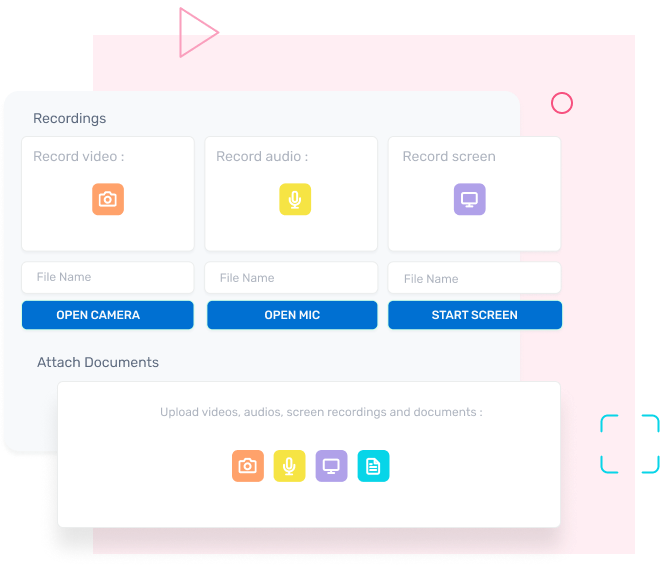 Recordings
Record video :
Record audio :
Record screen
File Name
File Name
File Name
OPEN CAMERA
OPEN MIC
START SCREEN
Attach Documents
Upload videos, audios, screen recordings and documents :